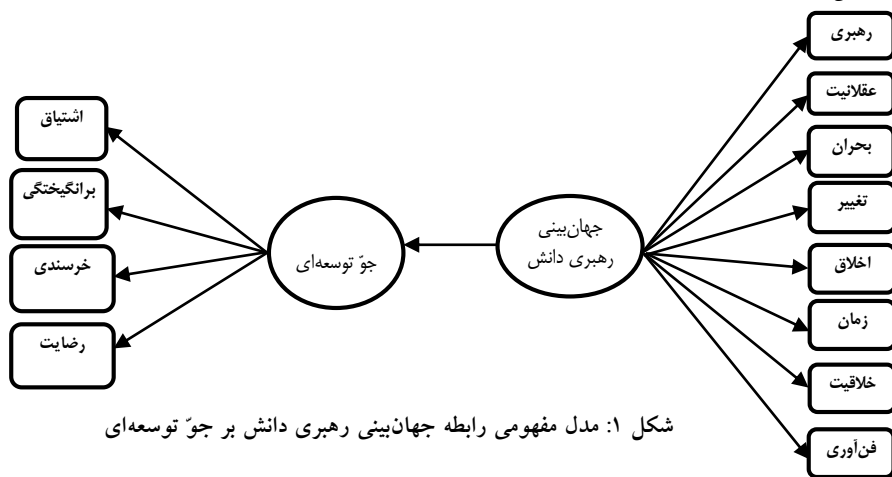 رهبری
عقلانیت
بحران
تغییر
اخلاق
زمان
خلاقیت
فن‌آوری
جهان‌بینی
رهبری دانش
جوّ توسعه‌ای
اشتیاق
برانگیختگی
خرسندی
رضایت
شکل ۱: مدل مفهومی رابطه جهان‌بینی رهبری دانش بر جوّ توسعه‌ای